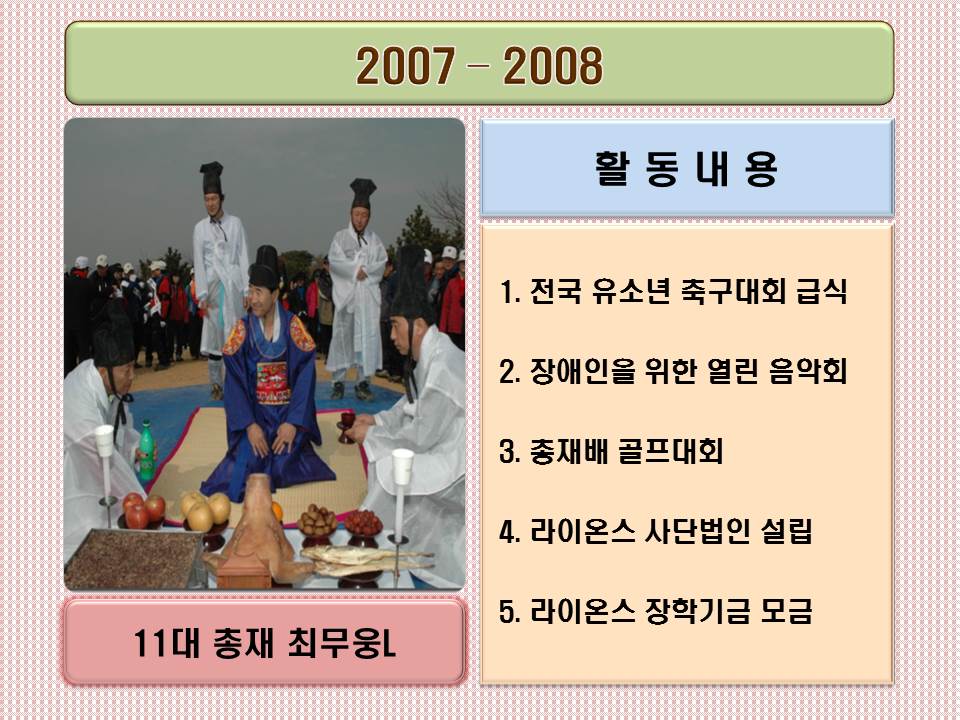 2007 – 2008
활 동 내 용
1. 전국 유소년 축구대회 급식
2. 장애인을 위한 열린 음악회
3. 총재배 골프대회
4. 라이온스 사단법인 설립
5. 라이온스 장학기금 모금
11대 총재 최무웅L